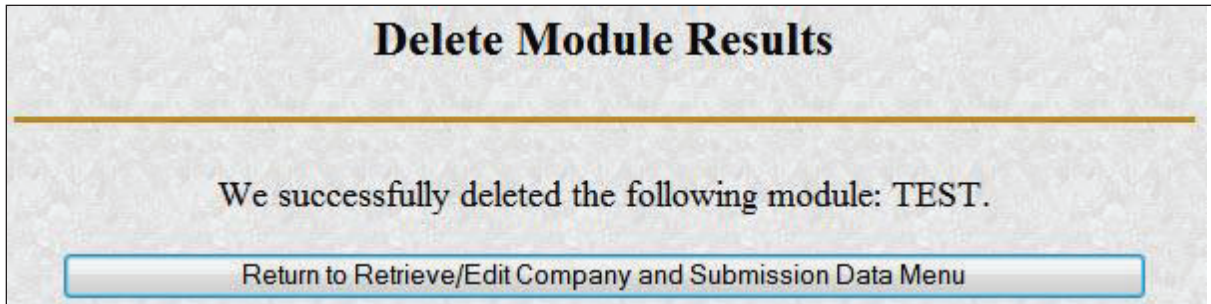 Delete Module Results
We successfully deleted the following module: TEST.
Return to Retrieve/Edit Company and Submission Data Menu